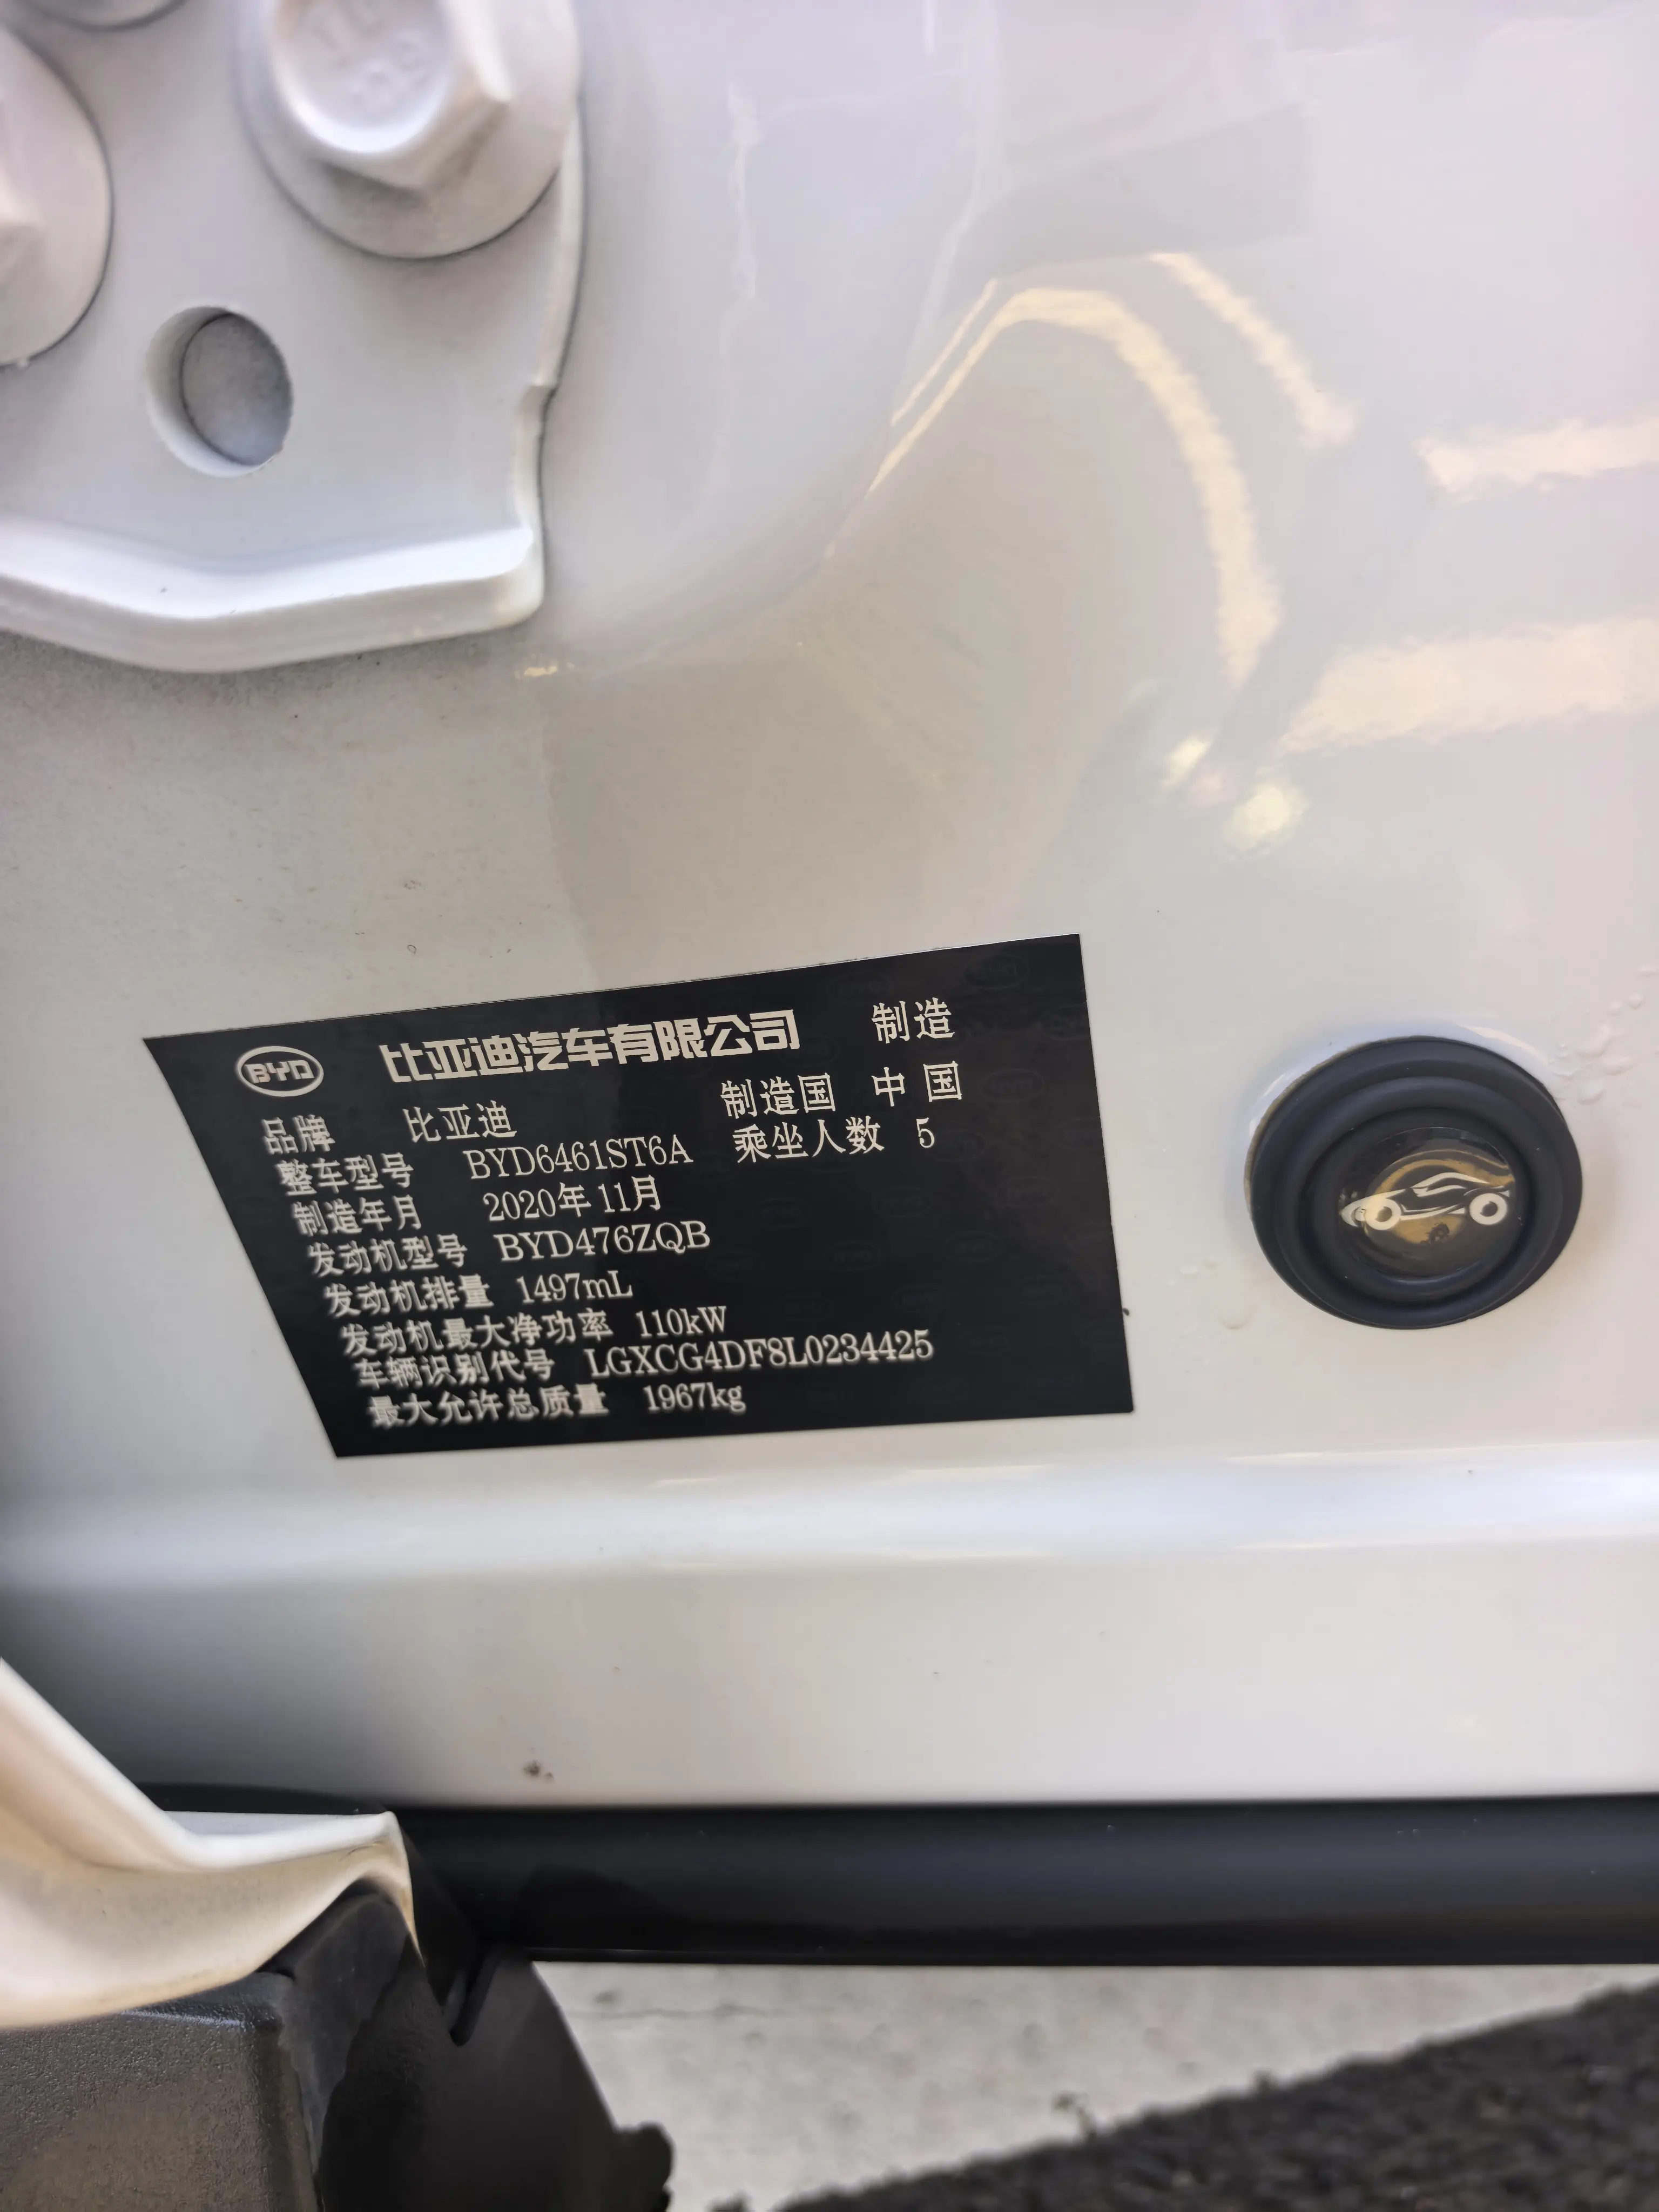 BYD 比亚迪汽车有限公司 制造
品牌 比亚迪 制造国 中国
整车型号 BYD6461ST6A 乘坐人数 5
制造年月 2020年11月
发动机型号 BYD476ZQB
发动机排量 1497mL
发动机最大净功率 110kW
车辆识别代号 LGXCG4DF8L0234425
最大允许总质量 1967kg